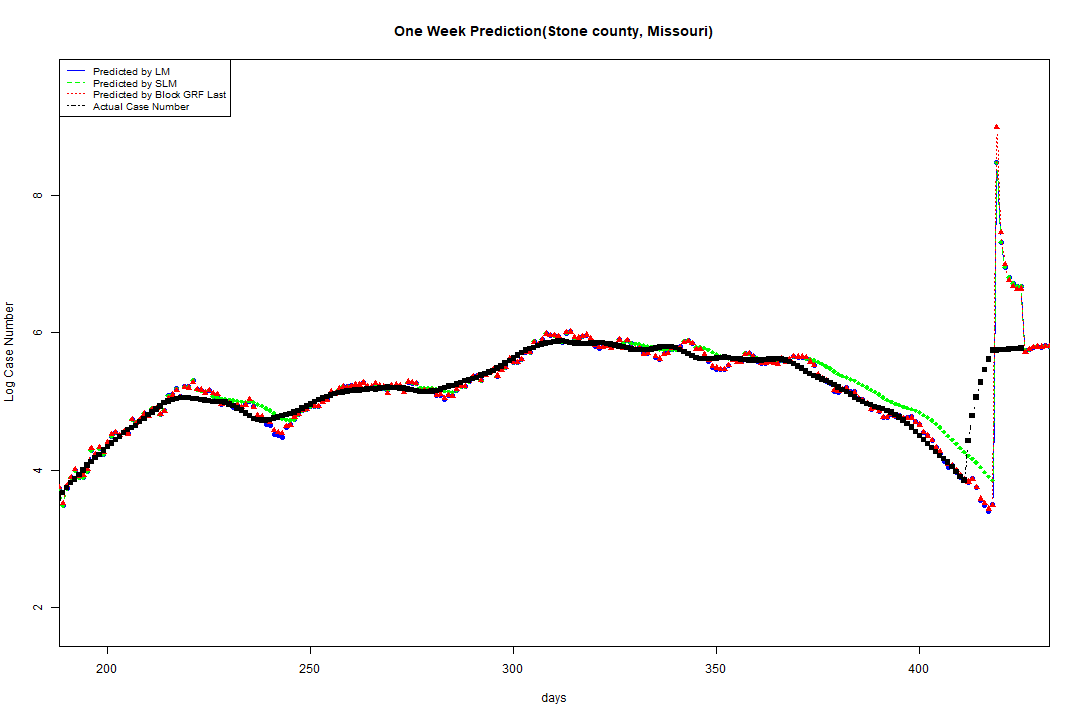 One Week Prediction(Stone county, Missouri)
Predicted by LM
Predicted by SLM
Predicted by Block GRF Last
Actual Case Number
8
6
4
2
Log Case Number
200 250 300 350 400
days